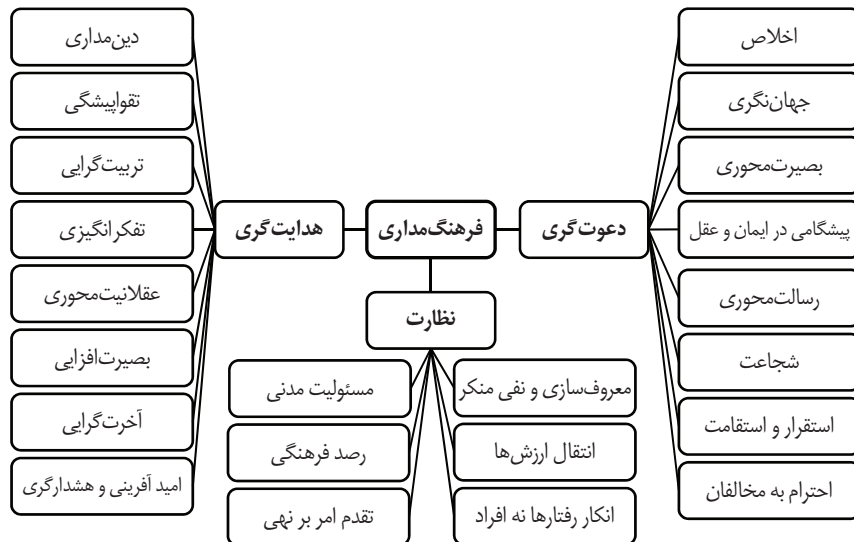 اخلاص
جهان‌نگری
بصیرت‌محوری
پیشگامی در ایمان و عقل
رسالت‌محوری
شجاعت
استقرار و استقامت
احترام به مخالفان
دعوت‌گری
فرهنگ‌مداری
هدایت‌گری
دین‌مداری
تقواپیشگی
تربیت‌گرایی
تفکرانگیزی
عقلانیت‌محوری
بصیرت‌افزایی
آخرت‌گرایی
امید آفرینی و هشدارگری
نظارت
معروف‌سازی و نفی منکر
انتقال ارزش‌ها
انکار رفتارها نه افراد
مسئولیت مدنی
رصد فرهنگی
تقدم امر بر نهی